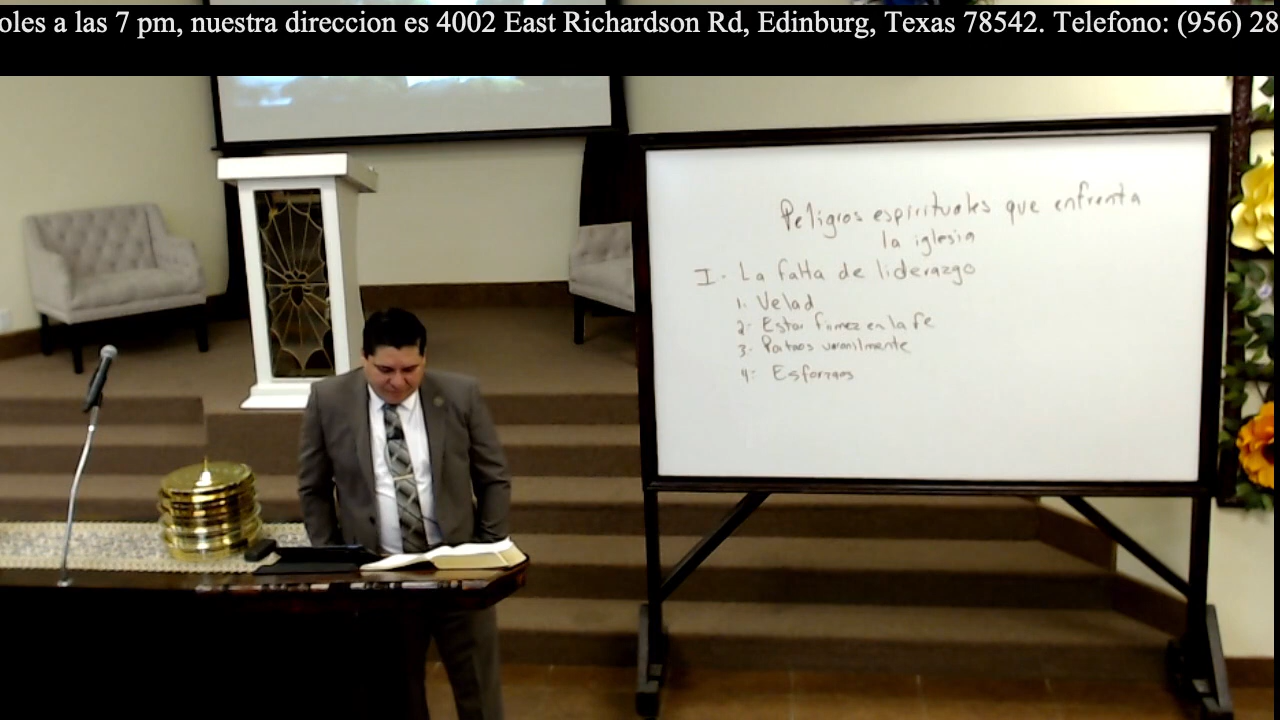 oles a las 7 pm, nuestra direccion es 4002 East Richardson Rd, Edinburg, Texas 78542. Telefono: (956) 28
Peligros espirituales que enfrenta
la iglesia
I. La falta de liderazgo
1. Velad
2. Estar firmez en la fe
3. Portaos varonilmente
4. Esforzaos